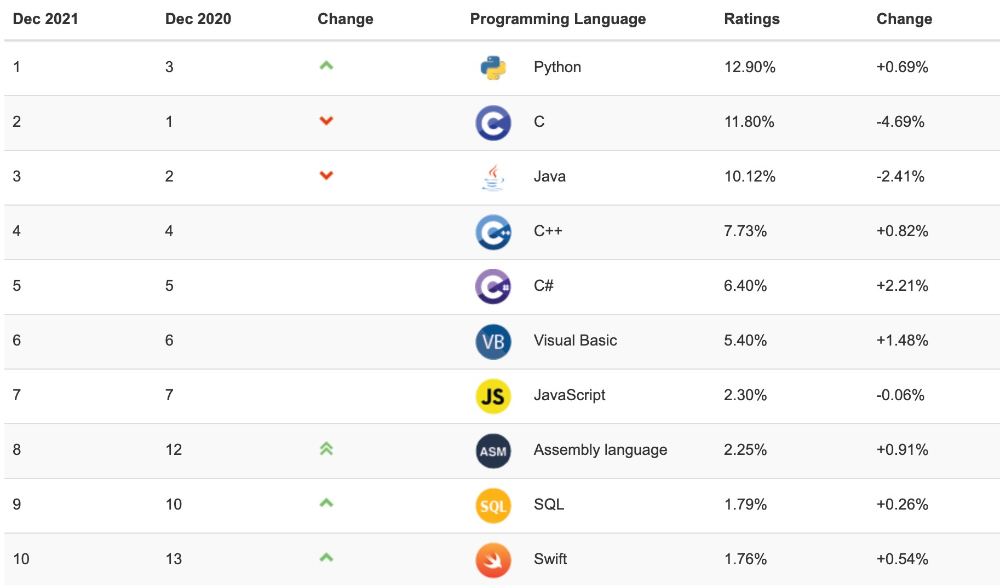 Dec 2021 Dec 2020 Change Programming Language Ratings Change
1 3 Python 12.90% +0.69%
2 1 C C 11.80% -4.69%
3 2 Java 10.12% -2.41%
4 4 C++ C++ 7.73% +0.82%
5 5 C# C# 6.40% +2.21%
6 6 VB Visual Basic 5.40% +1.48%
7 7 JS JavaScript 2.30% -0.06%
8 12 ASM Assembly language 2.25% +0.91%
9 10 SQL SQL 1.79% +0.26%
10 13 Swift 1.76% +0.54%